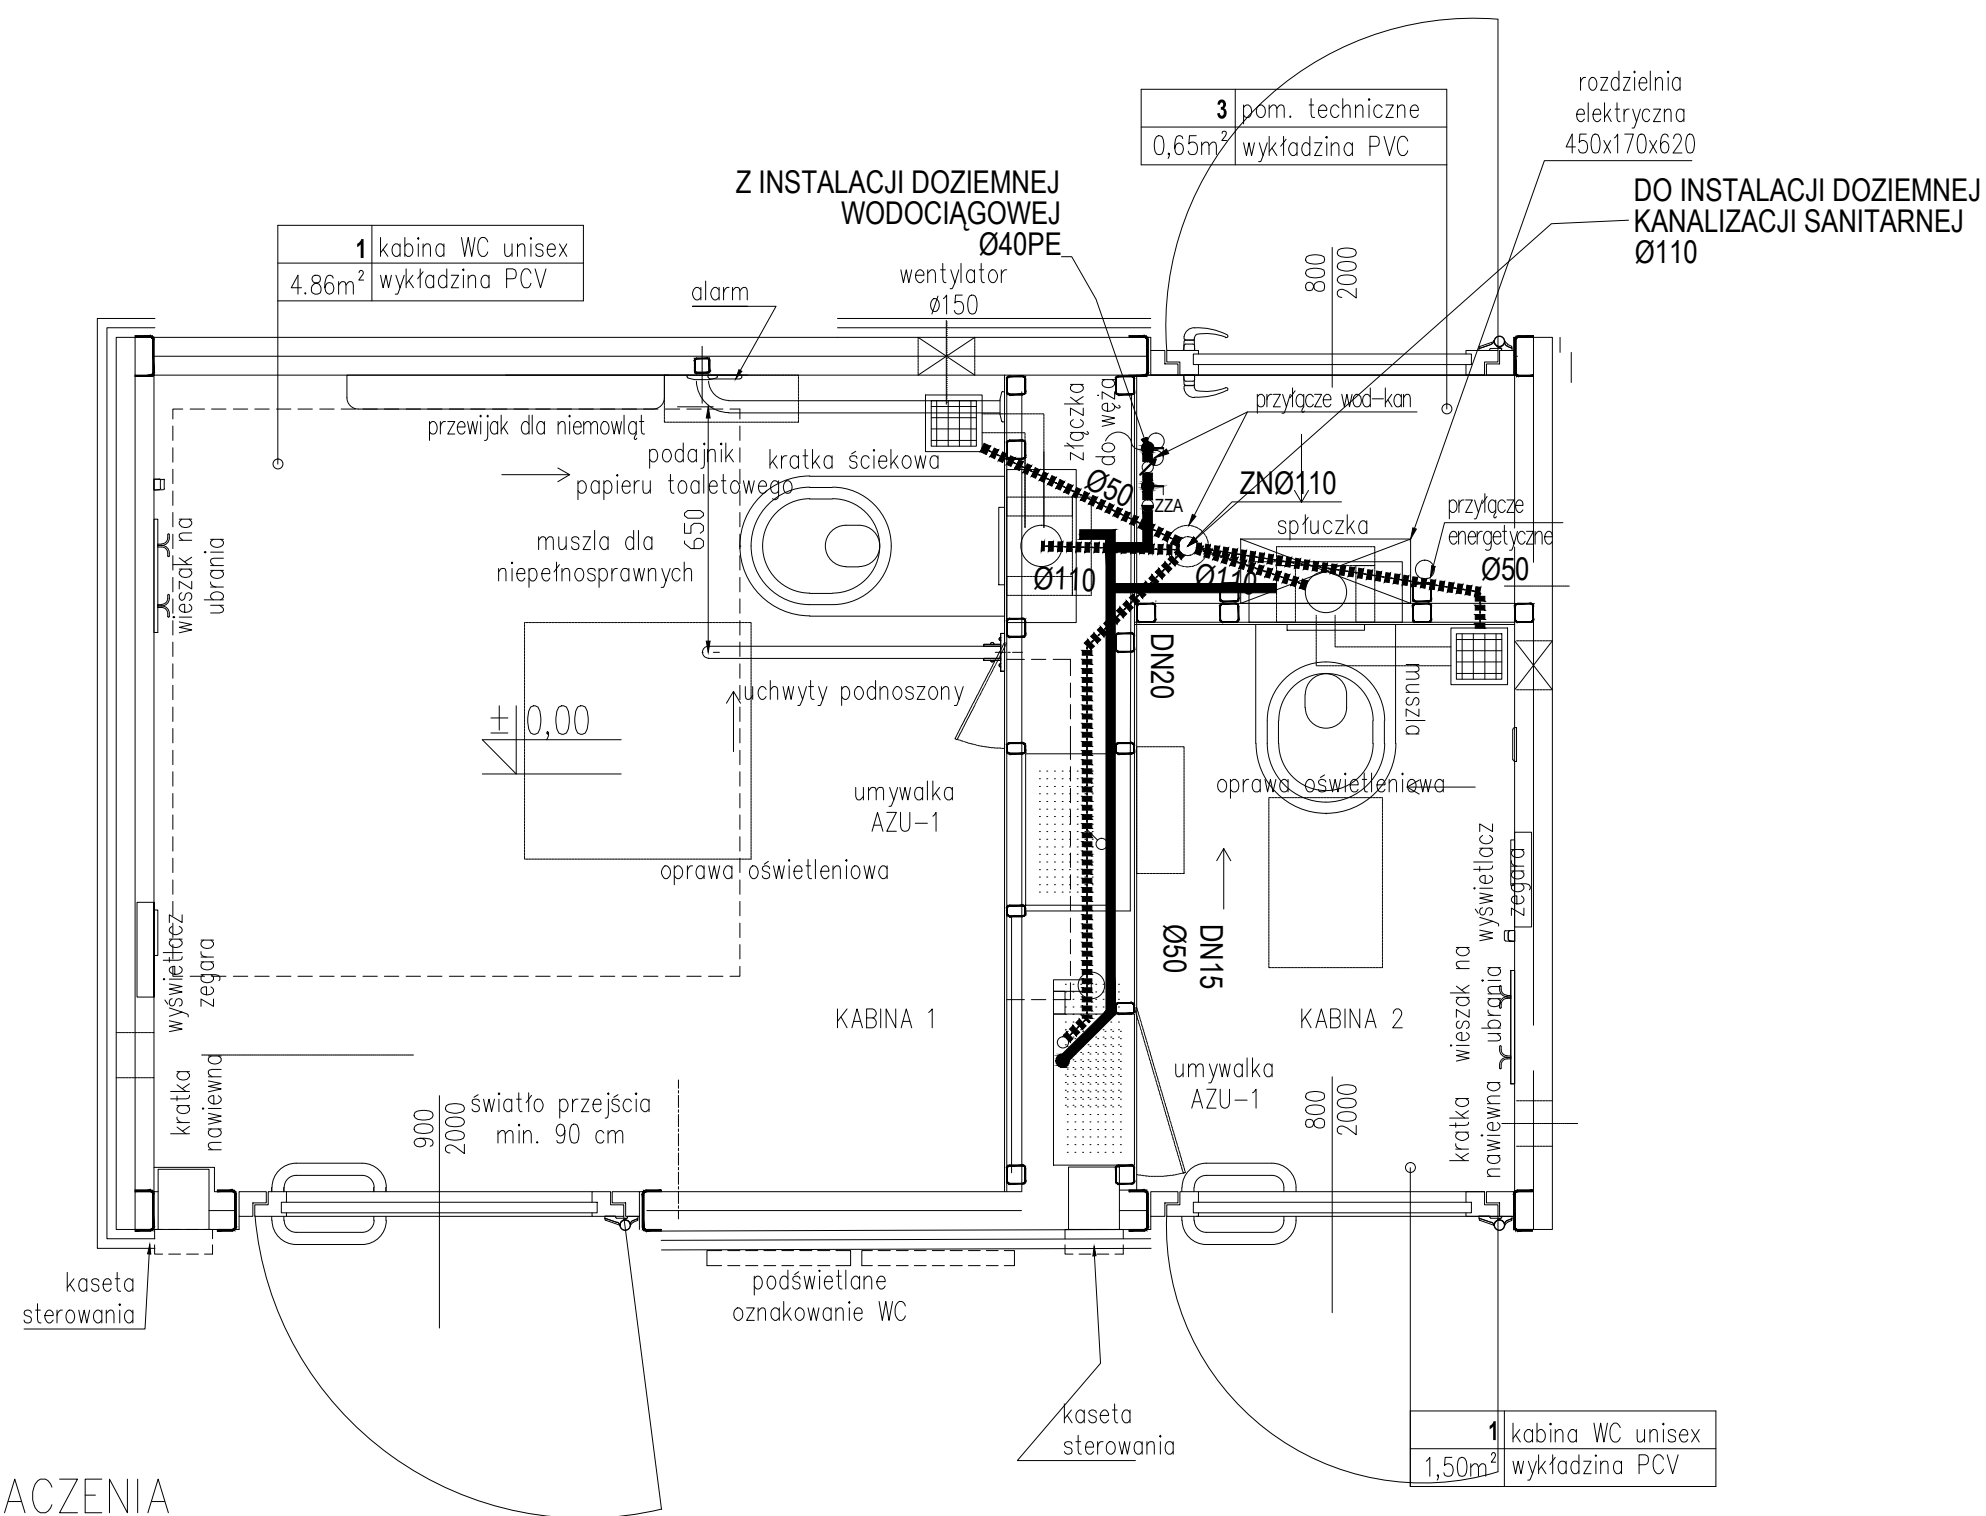 rozdzielnia
elektryczna
450x170x620
3 pom. techniczne
0,65m² wykładzina PVC
Z INSTALACJI DOZIEMNEJ
WODOCIĄGOWEJ
Ø40PE
DO INSTALACJI DOZIEMNEJ
KANALIZACJI SANITARNEJ
Ø110
1 kabina WC unisex
4.86m² wykładzina PCV
alarm
wentylator
ø150
800
2000
przewijak dla niemowląt
podajnik
papieru toaletowego
kratka ściekowa
złączka
do węża
przyłącze wod-kan
Ø50
ZNØ110
ZZA
spłuczka
przyłącze
energetyczne
Ø50
650
muszla dla
niepełnosprawnych
Ø110
Ø110
wieszak na
ubrania
DN20
muszla
uchwyty podnoszony
±0,00
umywalka
AZU-1
oprawa oświetleniowa
oprawa oświetleniowa
wyświetlacz
zegara
wyświetlacz
zegara
DN15
Ø50
KABINA 1
KABINA 2
wieszak na
ubrania
kratka
nawiewna
światło przejścia
min. 90 cm
900
2000
umywalka
AZU-1
800
2000
kratka
nawiewna
kaseta
sterowania
podświetlane
oznakowanie WC
kaseta
sterowania
1 kabina WC unisex
1,50m² wykładzina PCV
ACZENIA